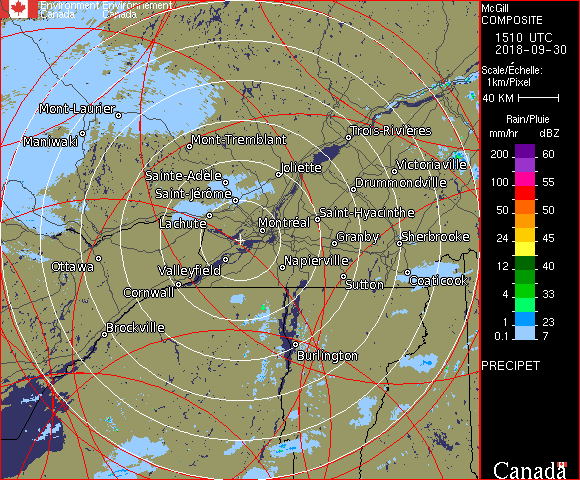 Environment Environnement
Canada Canada
McGill
COMPOSITE
1510 UTC
2018-09-30
Scale/Échelle:
1km/Pixel
40 KM
Rain/Pluie
mm/hr dBZ
200 60
55
100 55
50 50
24 45
12 40
4 33
1 23
0.1 7
PRECIPET
Canada
Mont-Laurier
Maniwaki
Mont-Tremblant
Trois-Rivières
Sainte-Adèle
Joliette
Victoriaville
Saint-Jérôme
Drummondville
Lachute
Montréal
Saint-Hyacinthe
Granby
Sherbrooke
Ottawa
Valleyfield
Napierville
Cornwall
Sutton
Coaticook
Brockville
Burlington